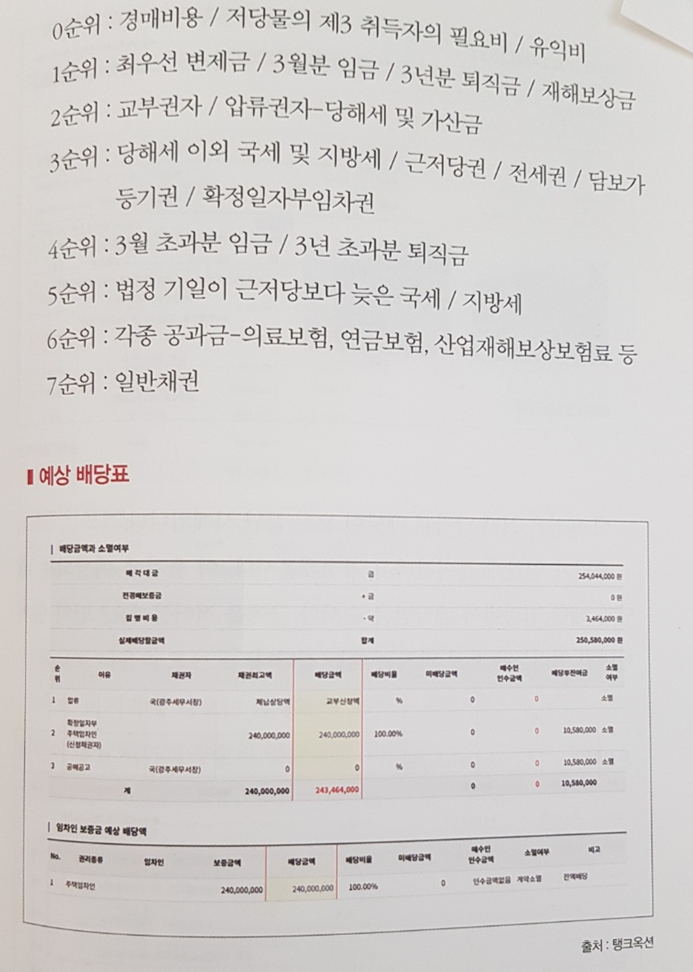 0순위 : 경매비용 / 저당물의 제3 취득자의 필요비 / 유익비
1순위 : 최우선 변제금 / 3월분 임금 / 3년분 퇴직금 / 재해보상금
2순위 : 교부권자 / 압류권자-당해세 및 가산금
3순위 : 당해세 이외 국세 및 지방세 / 근저당권 / 전세권 / 담보가
등기권 / 확정일자부임차권
4순위 : 3월 초과분 임금 / 3년 초과분 퇴직금
5순위 : 법정 기일이 근저당보다 늦은 국세 / 지방세
6순위 : 각종 공과금-의료보험, 연금보험, 산업재해보상보험료 등
7순위 : 일반채권
예상 배당표
배당금액과 소멸여부
매각대금 금 254,044,000 원
전경매보증금 + 금 0 원
집행비용 - 약 3,464,000 원
실제배당할금액 합계 250,580,000 원
순위 이유 채권자 채권최고액 배당금액 배당비율 미배당금액 매수인 인수금액 배당후잔여금 소멸여부
1 압류 국(광주세무서장) 체납상당액 교부신청액 % 0 0 소멸
2 확정일자부 주택임차인 (신청채권자) 240,000,000 240,000,000 100.00% 0 0 10,580,000 소멸
3 공매공고 국(광주세무서장) 0 0 % 0 0 10,580,000 소멸
계 240,000,000 243,464,000 0 0 10,580,000
임차인 보증금 예상 배당액
No. 권리종류 임차인 보증금액 배당금액 배당비율 미배당금액 매수인 인수금액 소멸여부 비고
1 주택임차인 240,000,000 240,000,000 100.00% 0 인수금액없음 계약소멸 전액배당
출처 : 탱크옥션